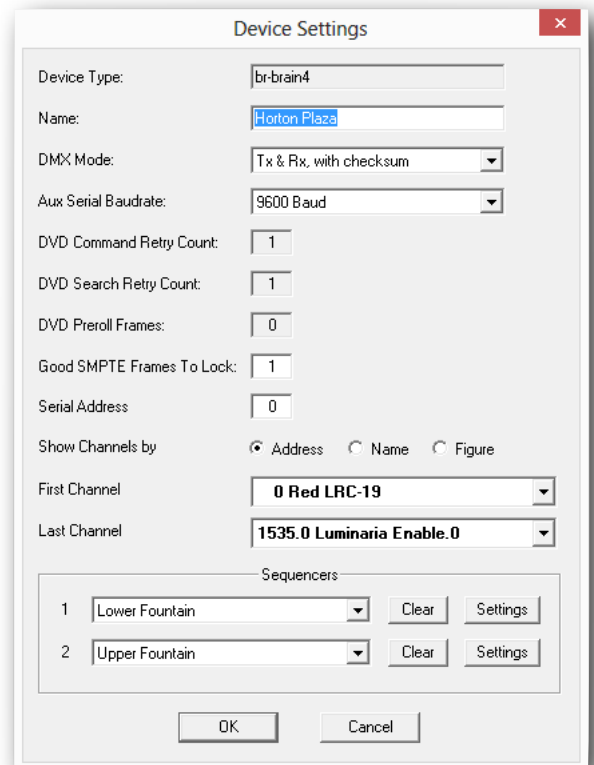 Device Settings
Device Type: br-brain4
Name: Horton Plaza
DMX Mode: Tx & Rx, with checksum
Aux Serial Baudrate: 9600 Baud
DVD Command Retry Count: 1
DVD Search Retry Count: 1
DVD Preroll Frames: 0
Good SMPTE Frames To Lock: 1
Serial Address 0
Show Channels by Address Name Figure
First Channel 0 Red LRC-19
Last Channel 1535.0 Luminaria Enable.0
Sequencers
1 Lower Fountain Clear Settings
2 Upper Fountain Clear Settings
OK Cancel